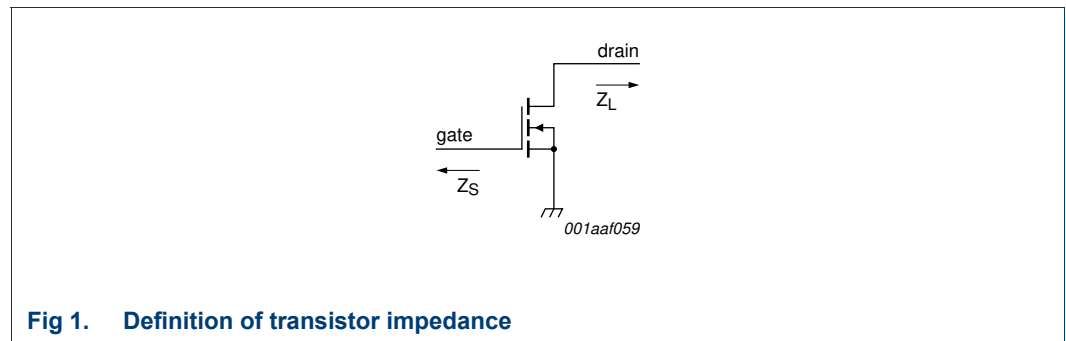 drain
Z_L
gate
Z_S
001aaf059
Fig 1. Definition of transistor impedance